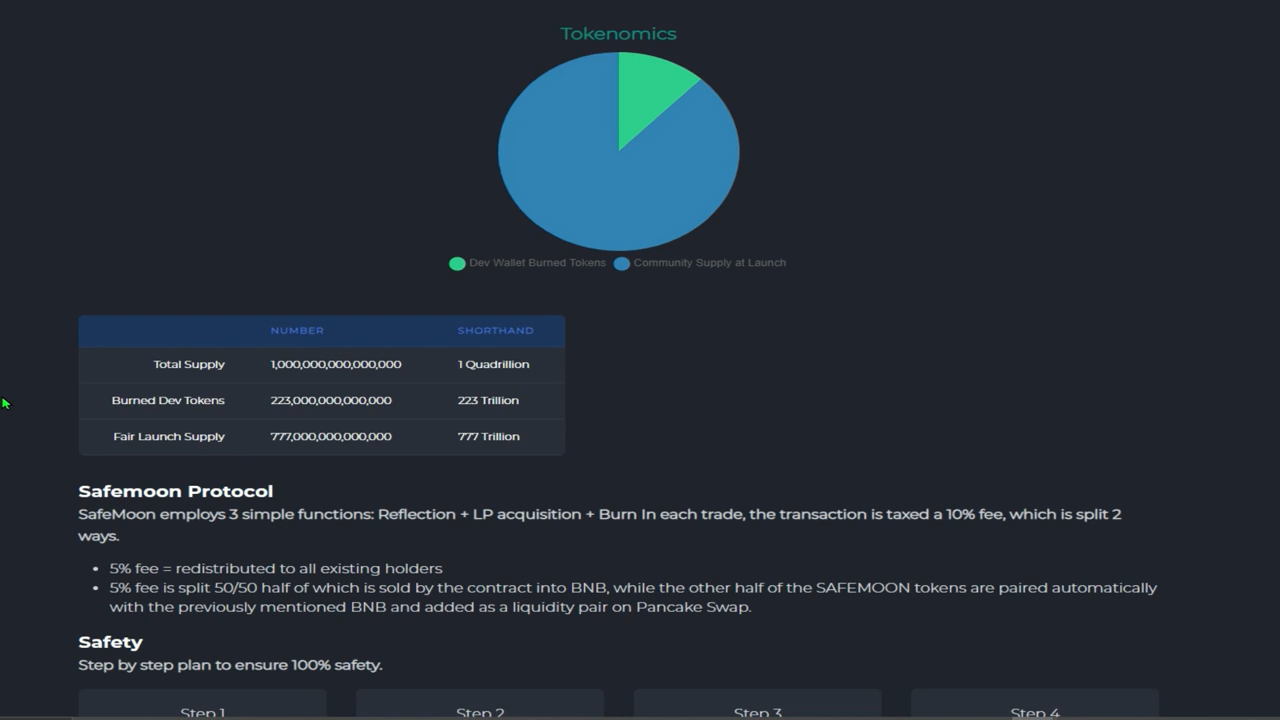 Tokenomics
Dev Wallet Burned Tokens Community Supply at Launch
NUMBER SHORTHAND
Total Supply 1,000,000,000,000,000 1 Quadrillion
Burned Dev Tokens 223,000,000,000,000 223 Trillion
Fair Launch Supply 777,000,000,000,000 777 Trillion
Safemoon Protocol
SafeMoon employs 3 simple functions: Reflection + LP acquisition + Burn In each trade, the transaction is taxed a 10% fee, which is split 2
ways.
• 5% fee = redistributed to all existing holders
• 5% fee is split 50/50 half of which is sold by the contract into BNB, while the other half of the SAFEMOON tokens are paired automatically
with the previously mentioned BNB and added as a liquidity pair on Pancake Swap.
Safety
Step by step plan to ensure 100% safety.
Step 1 Step 2 Step 3 Step 4